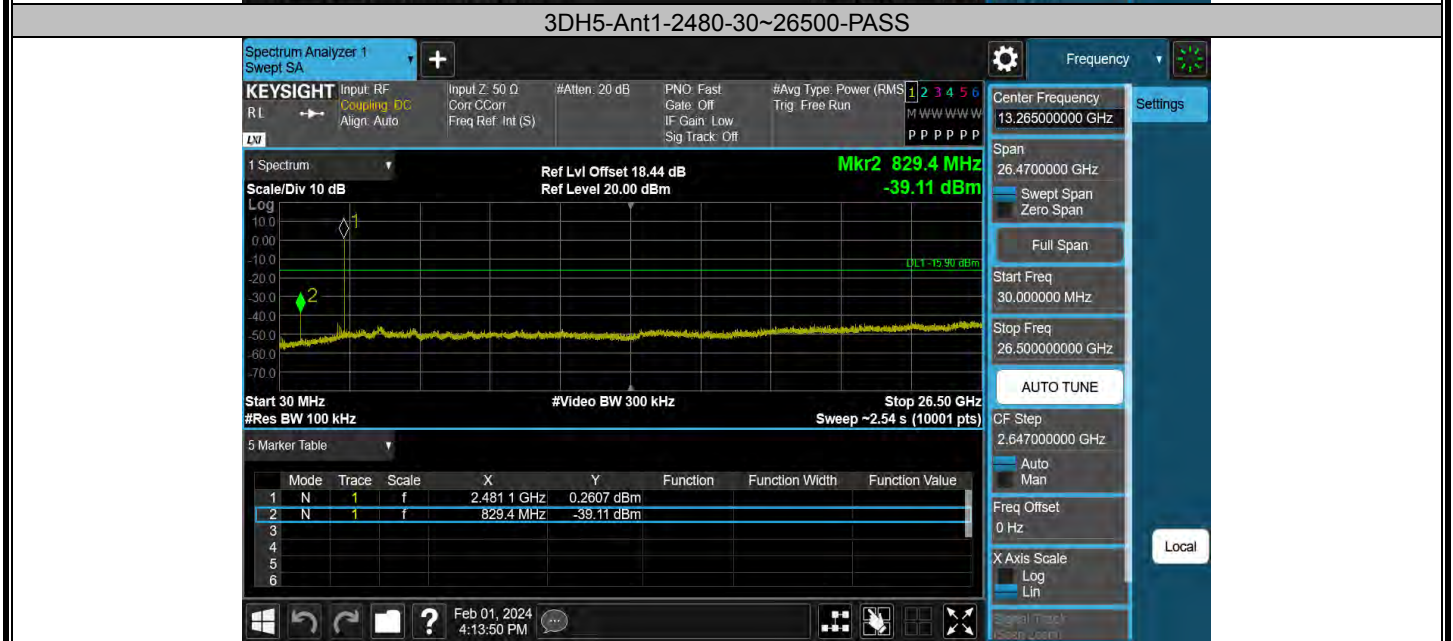 3DH5-Ant1-2480-30~26500-PASS
Spectrum Analyzer 1
Swept SA
+
Frequency
KEYSIGHT
RL
LXI
Input: RF
Coupling: DC
Align: Auto
Input Z: 50 Ω
Corr CCorr
Freq Ref: Int (S)
#Atten: 20 dB
PNO: Fast
Gate: Off
IF Gain: Low
Sig Track: Off
#Avg Type: Power (RMS
Trig: Free Run
1 2 3 4 5 6
M W W W W W
P P P P P P
Center Frequency
13.265000000 GHz
Settings
Span
26.4700000 GHz
Swept Span
Zero Span
Full Span
Start Freq
30.000000 MHz
Stop Freq
26.500000000 GHz
AUTO TUNE
CF Step
2.647000000 GHz
Auto
Man
Freq Offset
0 Hz
X Axis Scale
Log
Lin
Local
1 Spectrum
Scale/Div 10 dB
Log
Ref Lvl Offset 18.44 dB
Ref Level 20.00 dBm
Mkr2 829.4 MHz
-39.11 dBm
10.0
0.00
-10.0
-20.0
-30.0
-40.0
-50.0
-60.0
-70.0
1
2
DL1 -15.90 dBm
Start 30 MHz
#Video BW 300 kHz
Stop 26.50 GHz
#Res BW 100 kHz
Sweep ~2.54 s (10001 pts)
5 Marker Table
Mode Trace Scale X Y Function Function Width Function Value
1 N 1 f 2.481 1 GHz 0.2607 dBm
2 N 1 f 829.4 MHz -39.11 dBm
3
4
5
6
?
Feb 01, 2024
4:13:50 PM
Signal Track
(Span Zoom)